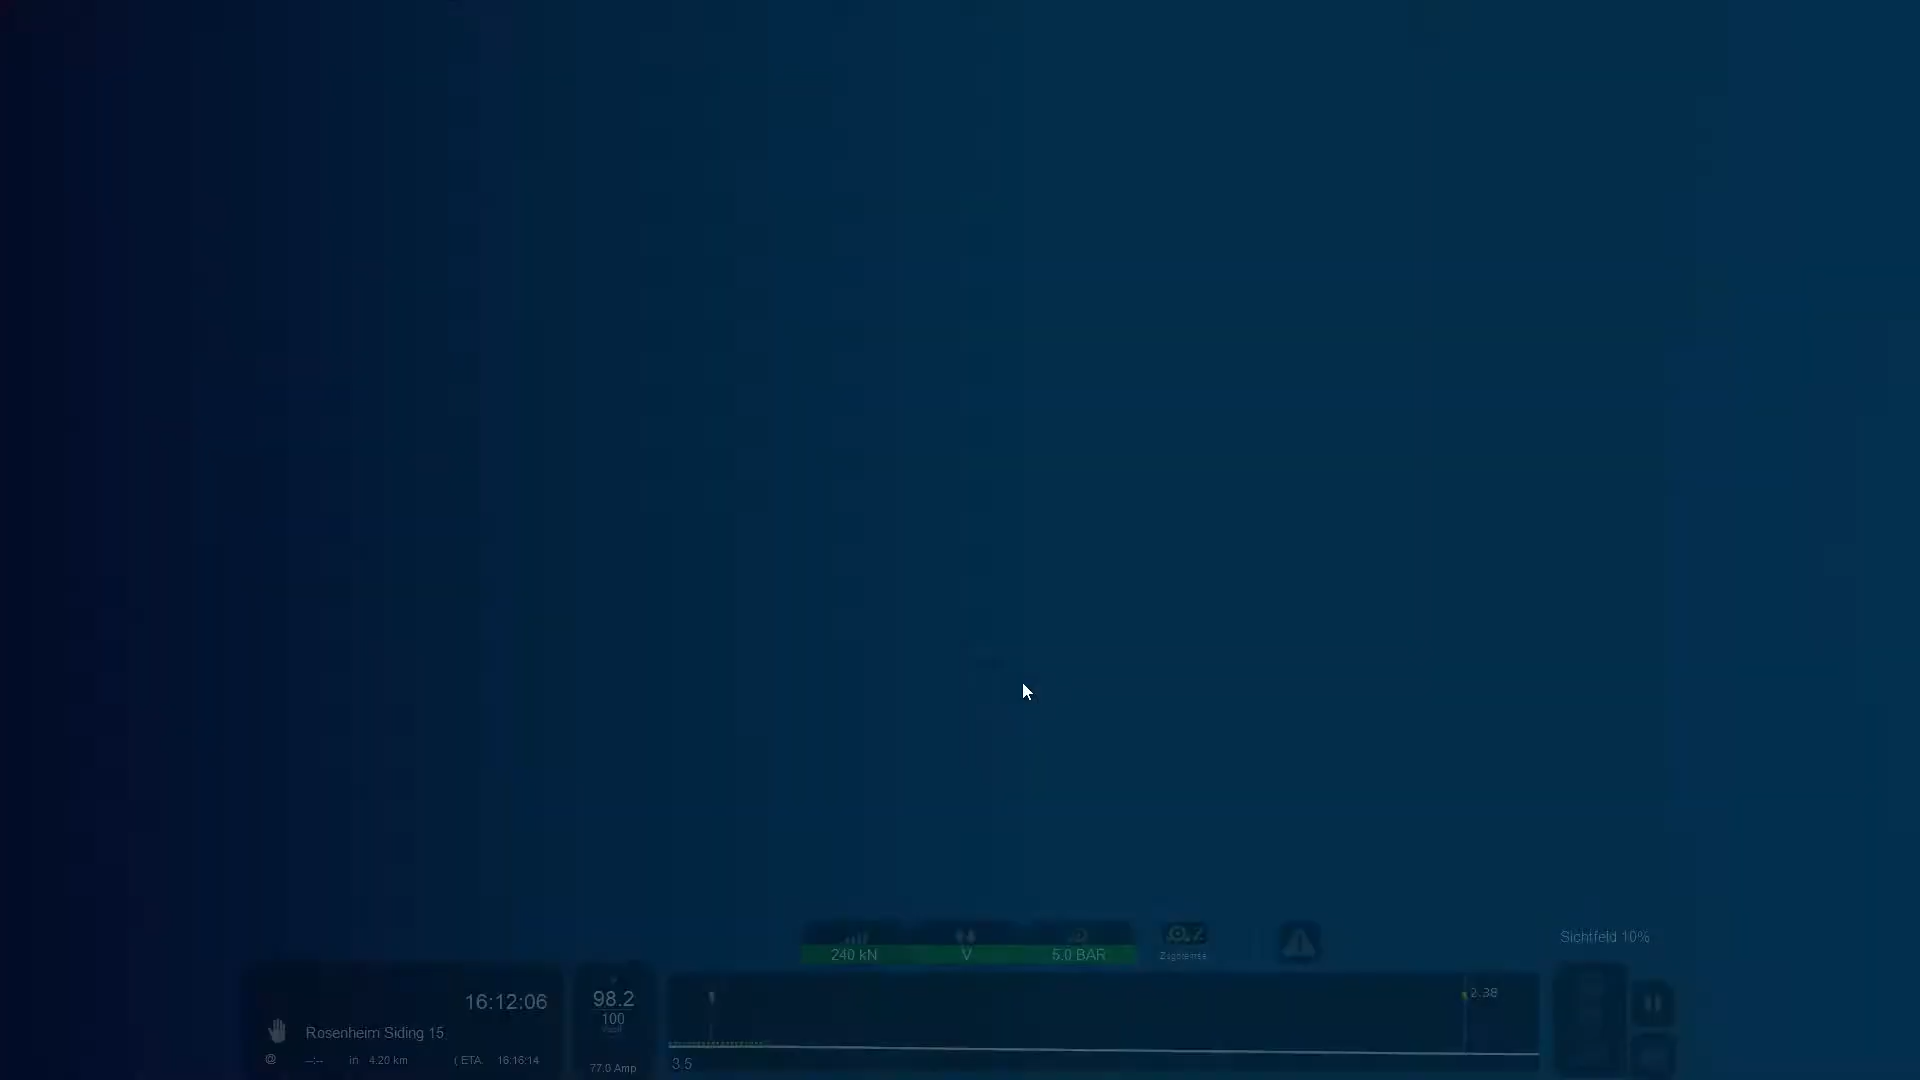 240 kN
V
5.0 BAR
Sichtfeld 10%
16:12:06
98.2
100
2.38
Rosenheim Siding 15
@ --:-- in 4.20 km ( ETA 16:16:14
77.0 Amp
3.5